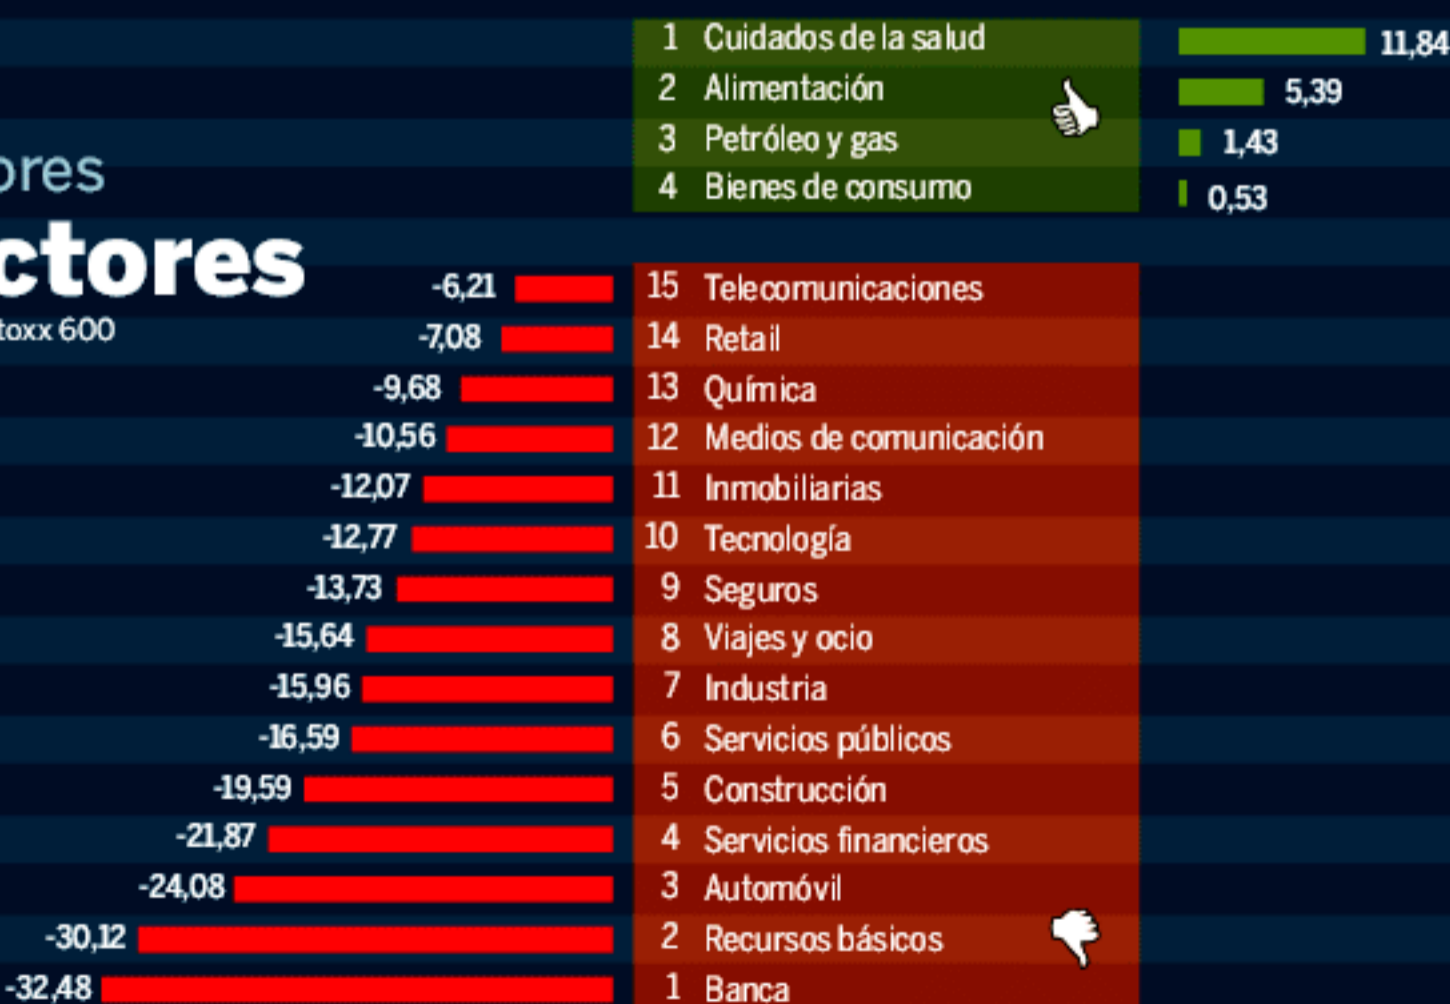 1 Cuidados de la salud 11,84
2 Alimentación 5,39
3 Petróleo y gas 1,43
4 Bienes de consumo 0,53
ores
ctores
toxx 600
-6,21 15 Telecomunicaciones
-7,08 14 Retail
-9,68 13 Química
-10,56 12 Medios de comunicación
-12,07 11 Inmobiliarias
-12,77 10 Tecnología
-13,73 9 Seguros
-15,64 8 Viajes y ocio
-15,96 7 Industria
-16,59 6 Servicios públicos
-19,59 5 Construcción
-21,87 4 Servicios financieros
-24,08 3 Automóvil
-30,12 2 Recursos básicos
-32,48 1 Banca